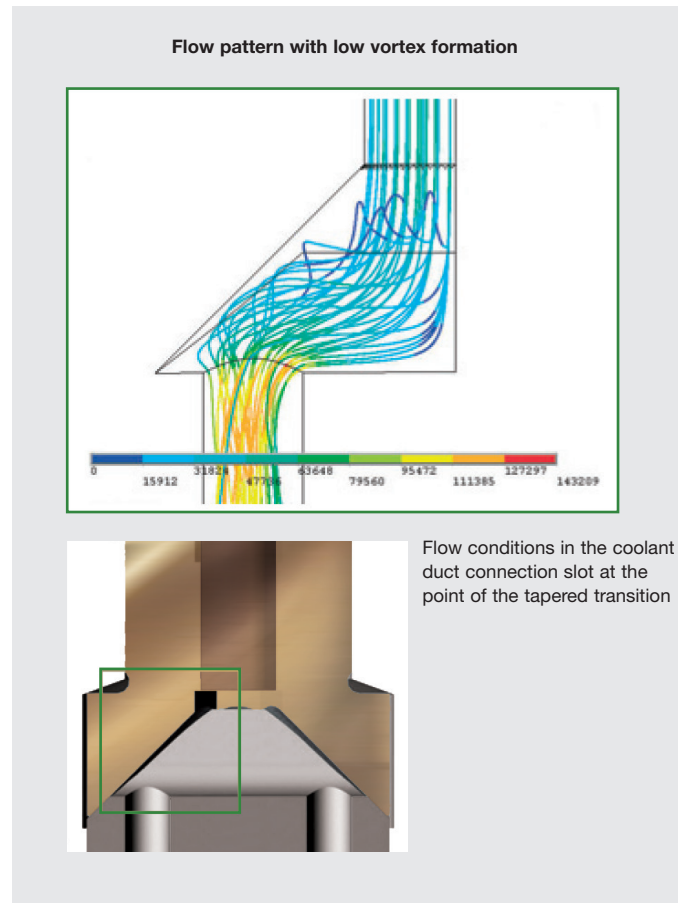 Flow pattern with low vortex formation
0 31824 63648 95472 127297
15912 47736 79560 111385 143209
Flow conditions in the coolant
duct connection slot at the
point of the tapered transition